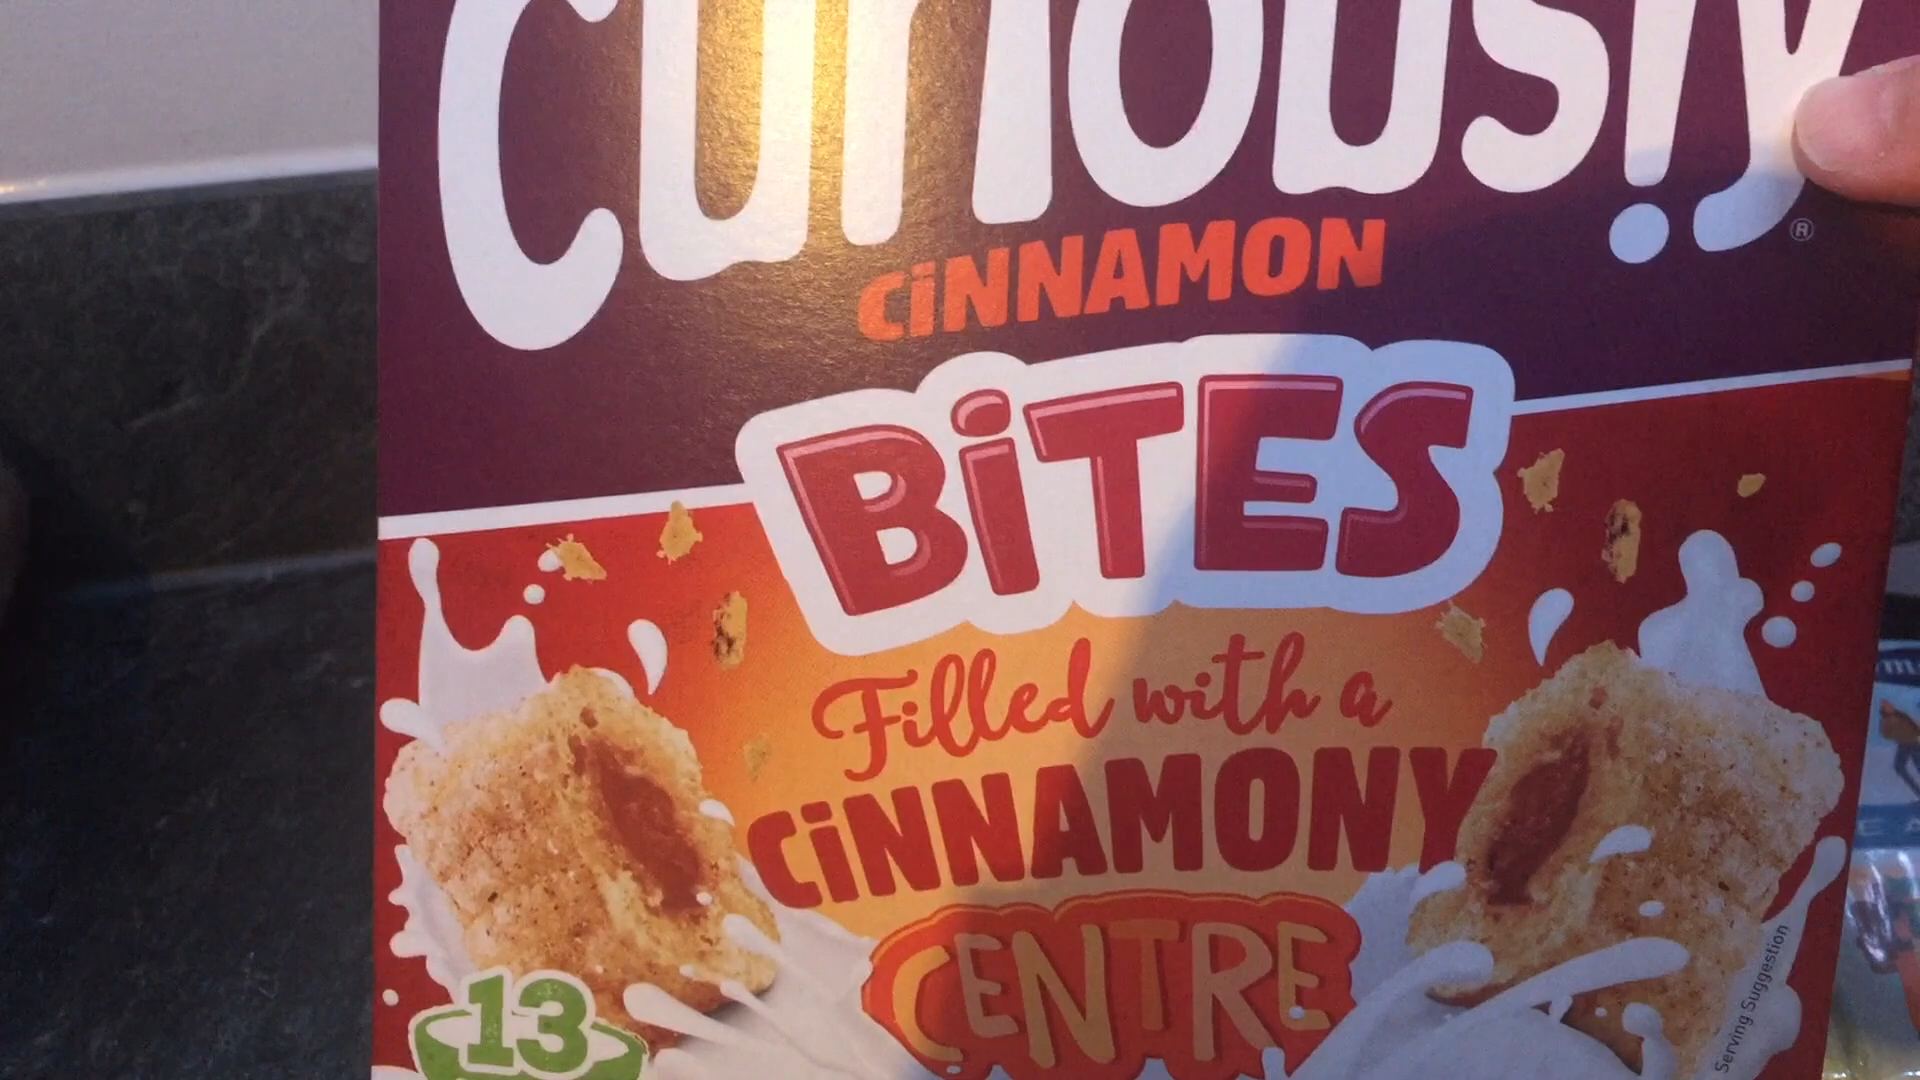 Curiously®
CiNNAMON
BiTES
Filled with a
CiNNAMONY
CENTRE
13
Serving Suggestion